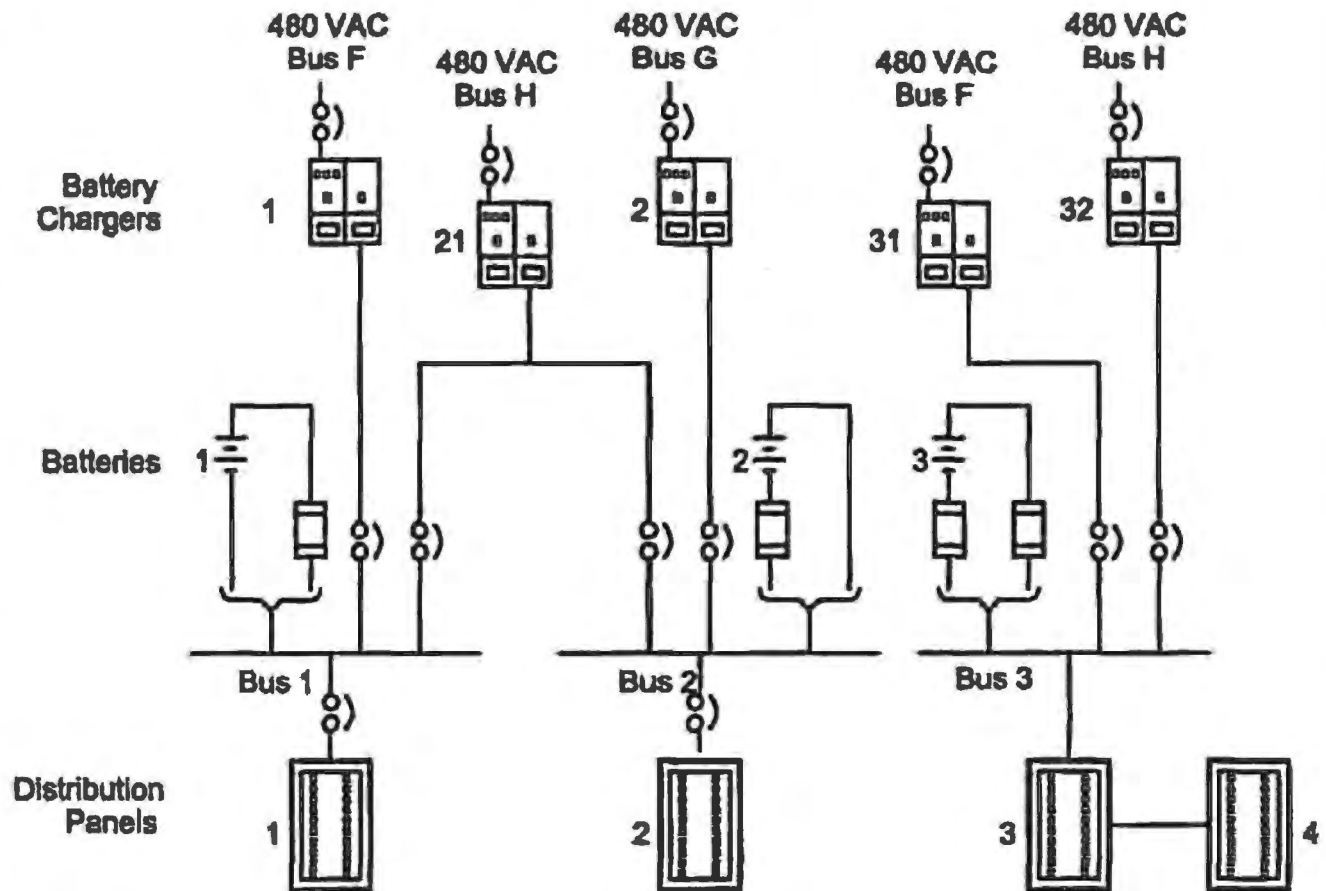 480 VAC
Bus F
480 VAC
Bus H
480 VAC
Bus G
480 VAC
Bus F
480 VAC
Bus H
Battery
Chargers
1
21
2
31
32
Batteries
1
2
3
Bus 1
Bus 2
Bus 3
Distribution
Panels
1
2
3
4